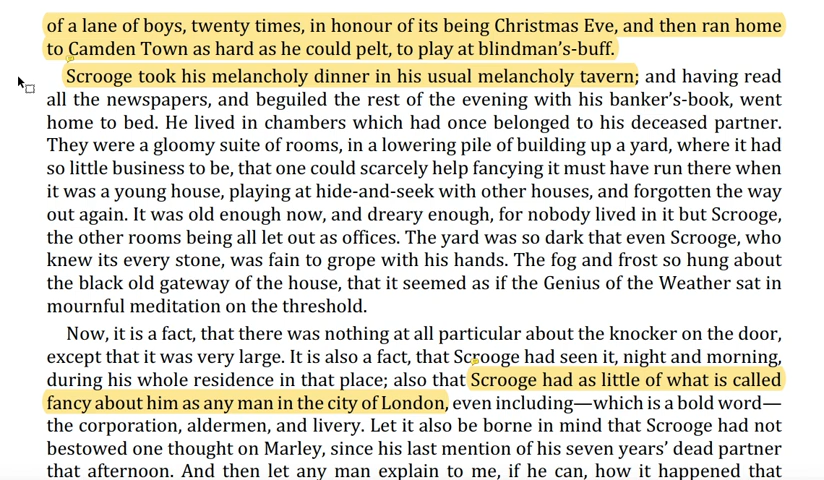 of a lane of boys, twenty times, in honour of its being Christmas Eve, and then ran home
to Camden Town as hard as he could pelt, to play at blindman’s-buff.
Scrooge took his melancholy dinner in his usual melancholy tavern; and having read
all the newspapers, and beguiled the rest of the evening with his banker’s-book, went
home to bed. He lived in chambers which had once belonged to his deceased partner.
They were a gloomy suite of rooms, in a lowering pile of building up a yard, where it had
so little business to be, that one could scarcely help fancying it must have run there when
it was a young house, playing at hide-and-seek with other houses, and forgotten the way
out again. It was old enough now, and dreary enough, for nobody lived in it but Scrooge,
the other rooms being all let out as offices. The yard was so dark that even Scrooge, who
knew its every stone, was fain to grope with his hands. The fog and frost so hung about
the black old gateway of the house, that it seemed as if the Genius of the Weather sat in
mournful meditation on the threshold.
Now, it is a fact, that there was nothing at all particular about the knocker on the door,
except that it was very large. It is also a fact, that Scrooge had seen it, night and morning,
during his whole residence in that place; also that Scrooge had as little of what is called
fancy about him as any man in the city of London, even including—which is a bold word—
the corporation, aldermen, and livery. Let it also be borne in mind that Scrooge had not
bestowed one thought on Marley, since his last mention of his seven years’ dead partner
that afternoon. And then let any man explain to me, if he can, how it happened that